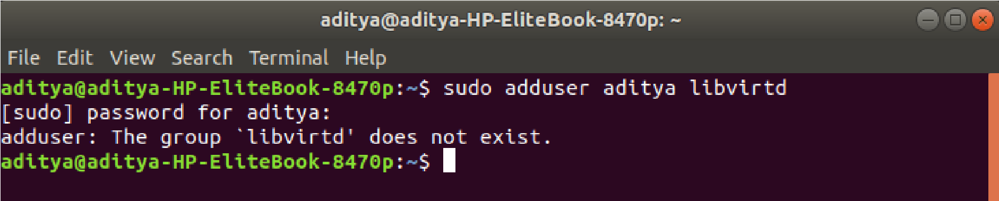 aditya@aditya-HP-EliteBook-8470p: ~
File Edit View Search Terminal Help
aditya@aditya-HP-EliteBook-8470p:~$ sudo adduser aditya libvirtd
[sudo] password for aditya:
adduser: The group `libvirtd' does not exist.
aditya@aditya-HP-EliteBook-8470p:~$